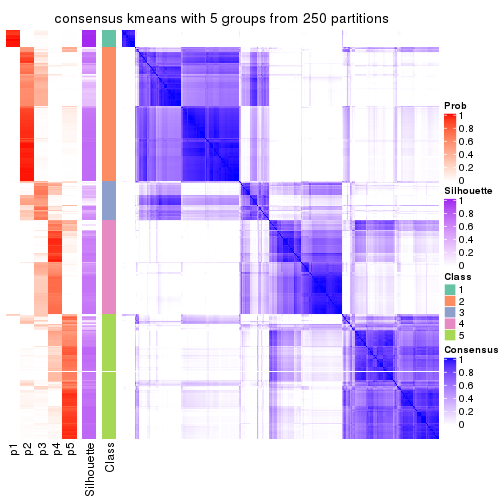 consensus kmeans with 5 groups from 250 partitions
Prob
1
0.8
0.6
0.4
0.2
0
Silhouette
1
0.8
0.6
0.4
0.2
0
Class
1
2
3
4
5
Consensus
1
0.8
0.6
0.4
0.2
0
p1
p2
p3
p4
p5
Silhouette
Class